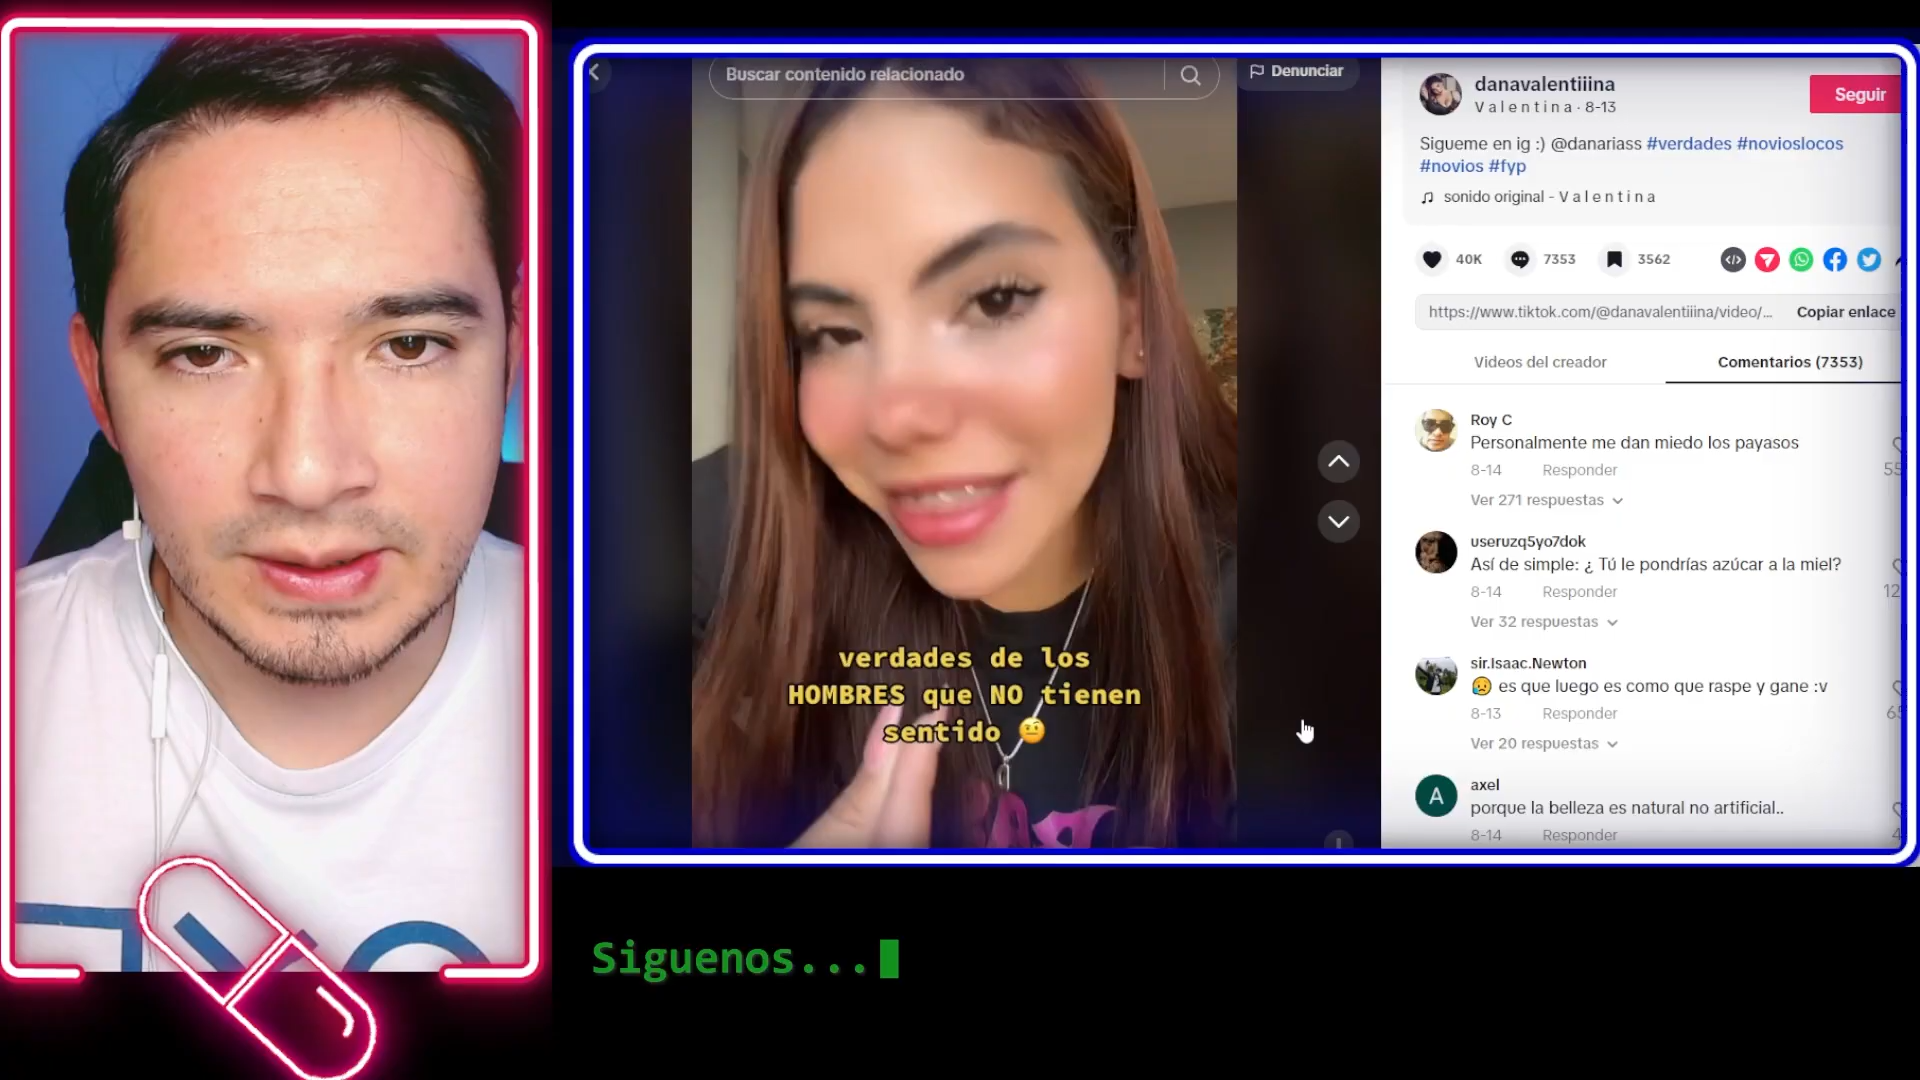 Buscar contenido relacionado
Denunciar
verdades de los
HOMBRES que NO tienen
sentido 🤨
danavalentiiina
V a l e n t i n a · 8-13
Seguir
Sigueme en ig :) @danariass #verdades #novioslocos
#novios #fyp
sonido original - V a l e n t i n a
40K
7353
3562
https://www.tiktok.com/@danavalentiiina/video/...
Copiar enlace
Videos del creador
Comentarios (7353)
Roy C
Personalmente me dan miedo los payasos
8-14 Responder
Ver 271 respuestas
useruzq5yo7dok
Así de simple: ¿ Tú le pondrías azúcar a la miel?
8-14 Responder
Ver 32 respuestas
sir.Isaac.Newton
😥 es que luego es como que raspe y gane :v
8-13 Responder
Ver 20 respuestas
A
axel
porque la belleza es natural no artificial..
8-14 Responder
Siguenos...